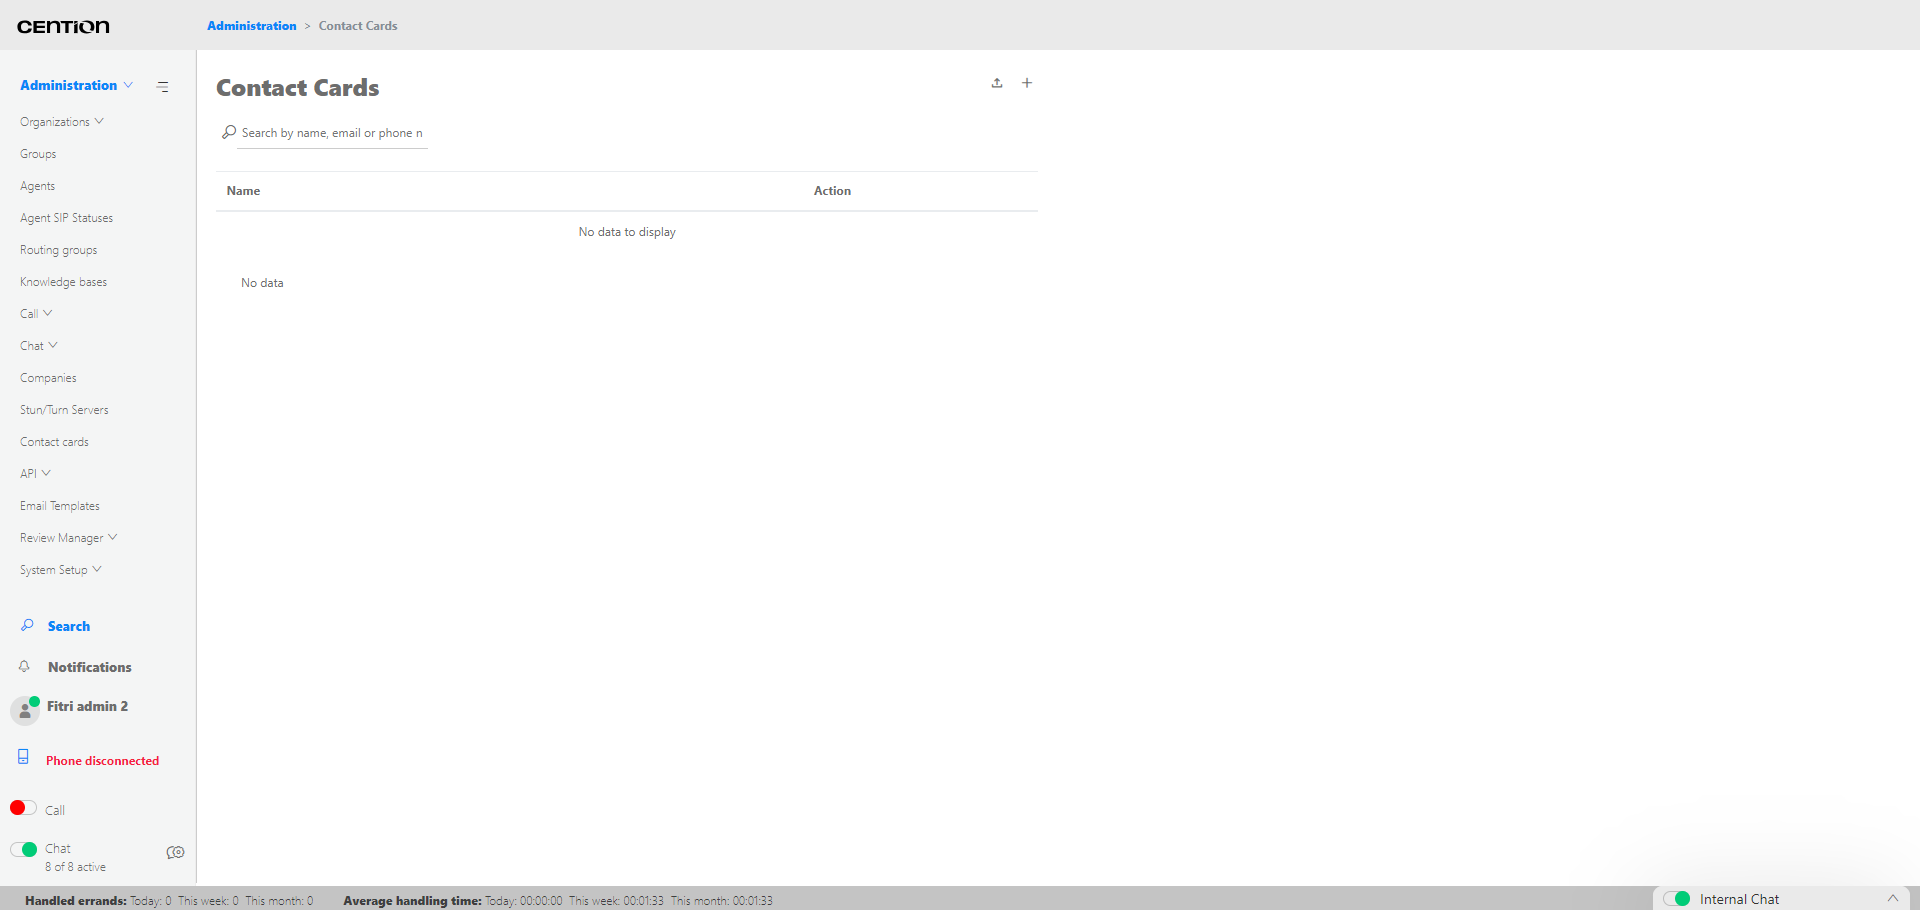 CENTION
Administration > Contact Cards
Administration
Organizations
Groups
Agents
Agent SIP Statuses
Routing groups
Knowledge bases
Call
Chat
Companies
Stun/Turn Servers
Contact cards
API
Email Templates
Review Manager
System Setup
Search
Notifications
Fitri admin 2
Phone disconnected
Call
Chat
8 of 8 active
Contact Cards
Search by name, email or phone n
Name Action
No data to display
No data
Handled errands: Today: 0 This week: 0 This month: 0 Average handling time: Today: 00:00:00 This week: 00:01:33 This month: 00:01:33
Internal Chat